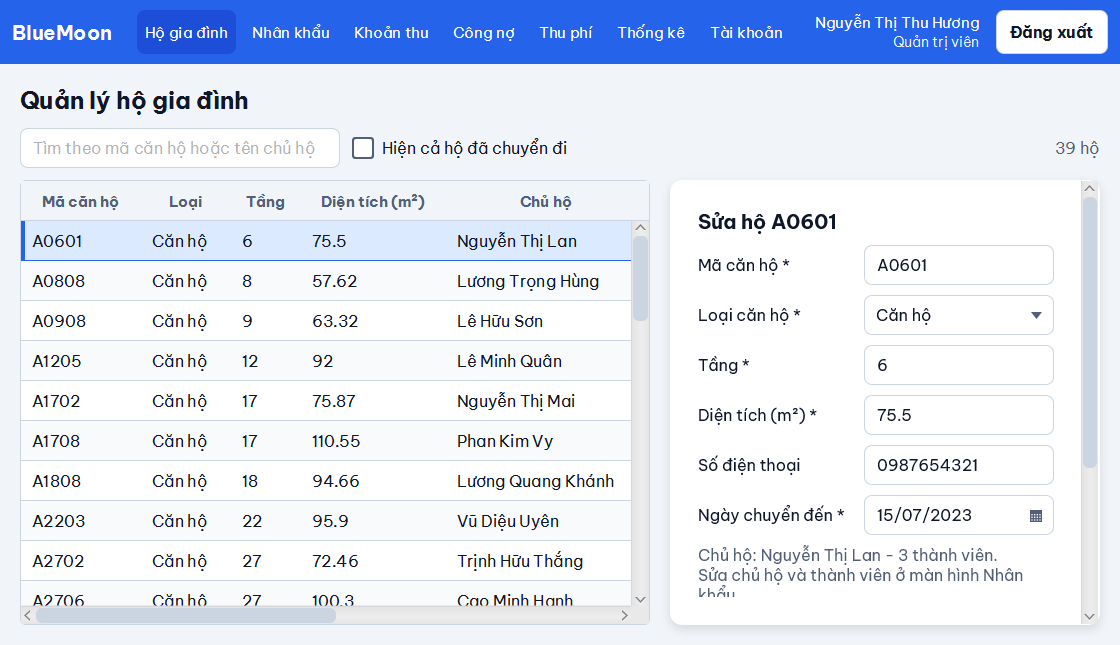 BlueMoon
Hộ gia đình
Nhân khẩu
Khoản thu
Công nợ
Thu phí
Thống kê
Tài khoản
Nguyễn Thị Thu Hương
Quản trị viên
Đăng xuất
Quản lý hộ gia đình
Tìm theo mã căn hộ hoặc tên chủ hộ
Hiện cả hộ đã chuyển đi
39 hộ
Mã căn hộ Loại Tầng Diện tích (m²) Chủ hộ
A0601 Căn hộ 6 75.5 Nguyễn Thị Lan
A0808 Căn hộ 8 57.62 Lương Trọng Hùng
A0908 Căn hộ 9 63.32 Lê Hữu Sơn
A1205 Căn hộ 12 92 Lê Minh Quân
A1702 Căn hộ 17 75.87 Nguyễn Thị Mai
A1708 Căn hộ 17 110.55 Phan Kim Vy
A1808 Căn hộ 18 94.66 Lương Quang Khánh
A2203 Căn hộ 22 95.9 Vũ Diệu Uyên
A2702 Căn hộ 27 72.46 Trịnh Hữu Thắng
A2706 Căn hộ 27 100.3 Cao Minh Hạnh
Sửa hộ A0601
Mã căn hộ * A0601
Loại căn hộ * Căn hộ
Tầng * 6
Diện tích (m²) * 75.5
Số điện thoại 0987654321
Ngày chuyển đến * 15/07/2023
Chủ hộ: Nguyễn Thị Lan - 3 thành viên.
Sửa chủ hộ và thành viên ở màn hình Nhân
khẩu